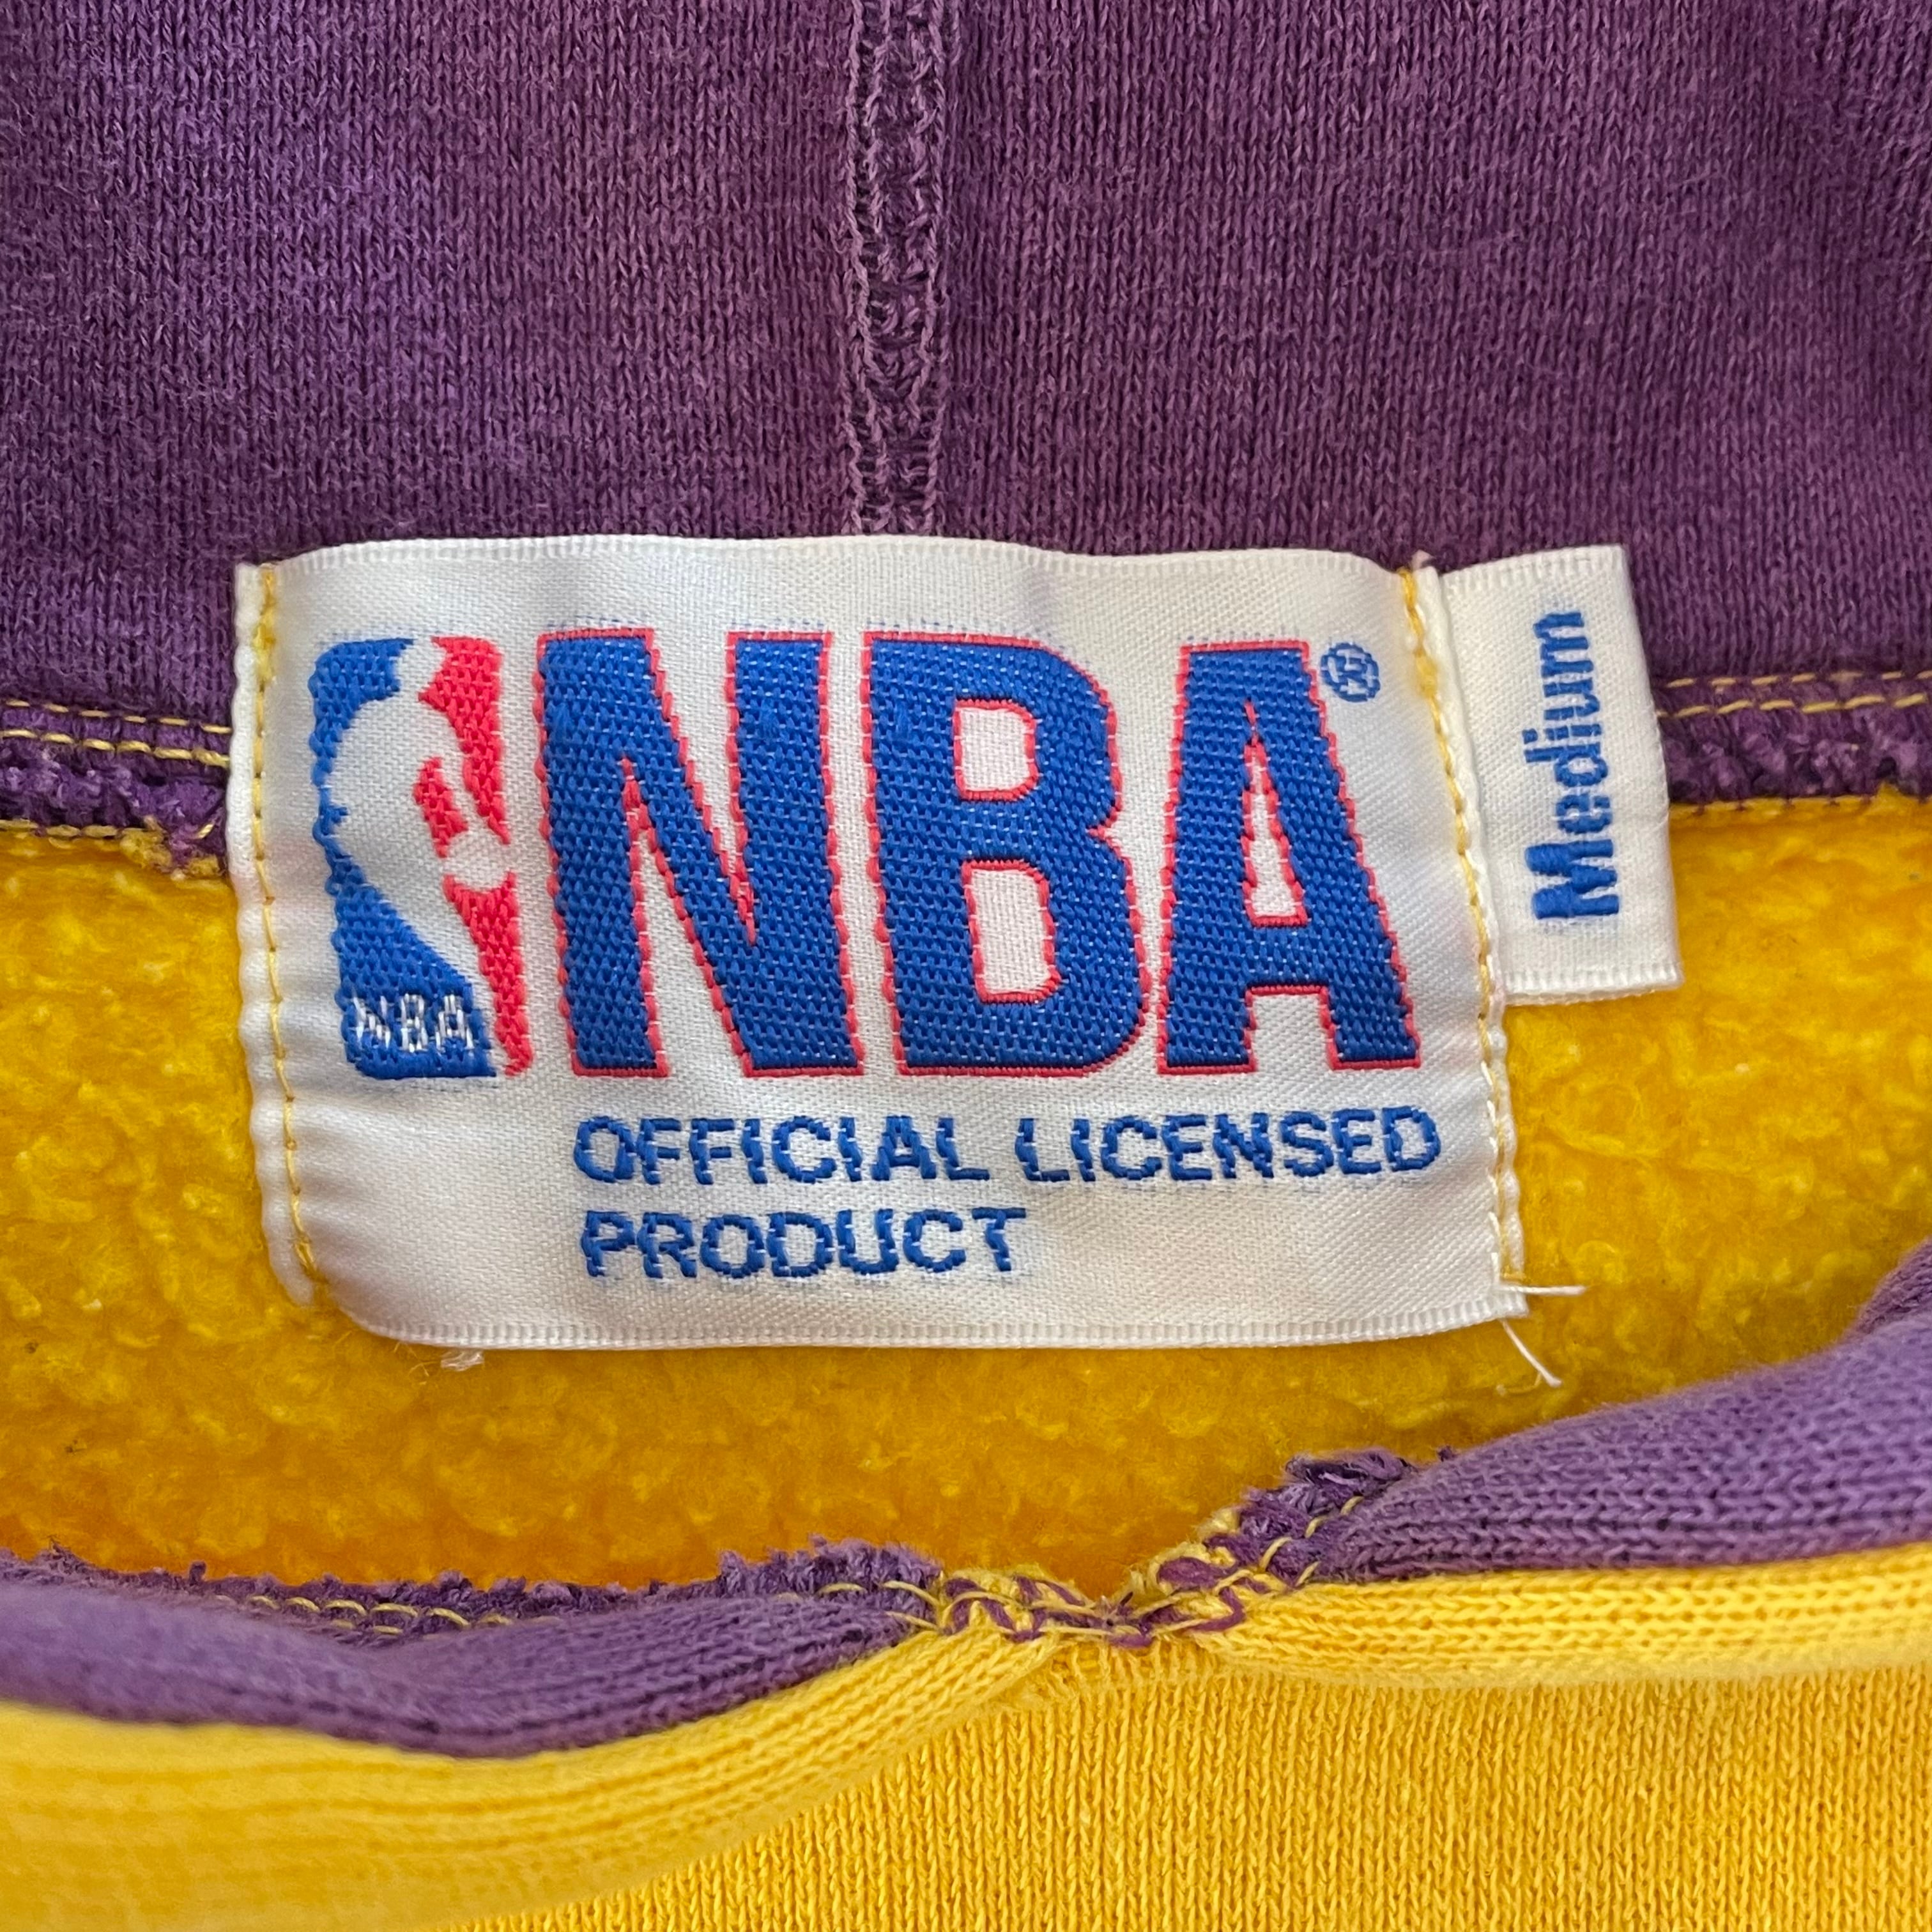 NBA
NBA®
OFFICIAL LICENSED
PRODUCT
Medium